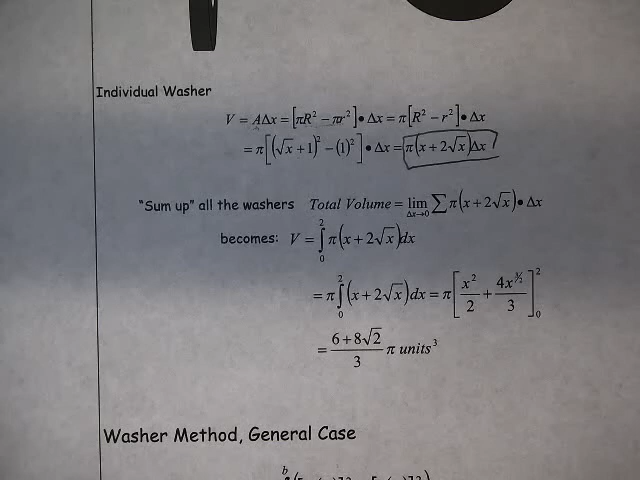 Individual Washer
V = AΔx = [πR² − πr²]•Δx = π[R² − r²]•Δx
= π[(√x + 1)² − (1)²]•Δx = π(x + 2√x)Δx
"Sum up" all the washers Total Volume = lim Δx→0 ∑ π(x + 2√x)•Δx
becomes: V = ∫₀² π(x + 2√x)dx
= π∫₀² (x + 2√x)dx = π[x²/2 + 4x^(3/2)/3]₀²
= (6 + 8√2)/3 π units³
Washer Method, General Case
b